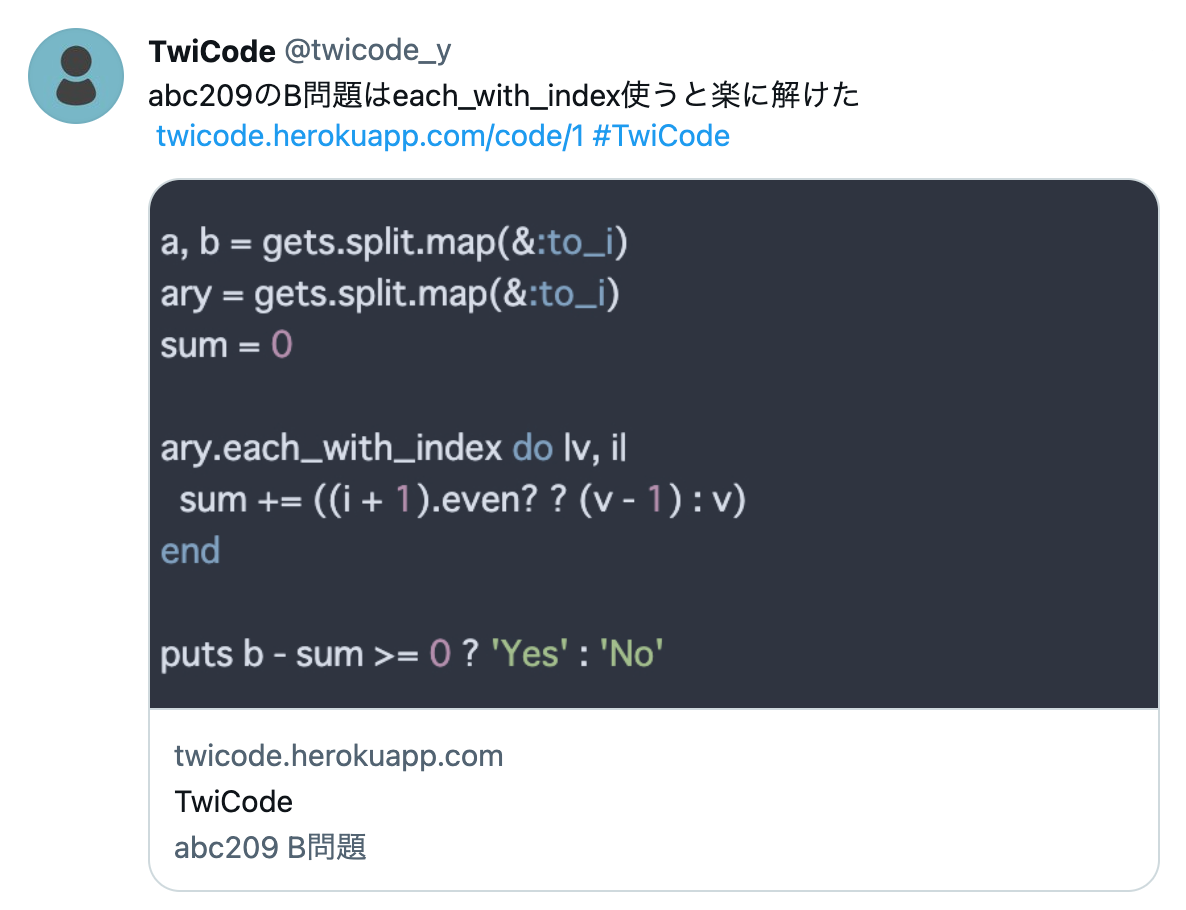 TwiCode @twicode_y
abc209のB問題はeach_with_index使うと楽に解けた
twicode.herokuapp.com/code/1 #TwiCode
a, b = gets.split.map(&:to_i)
ary = gets.split.map(&:to_i)
sum = 0
ary.each_with_index do |v, i|
  sum += ((i + 1).even? ? (v - 1) : v)
end
puts b - sum >= 0 ? 'Yes' : 'No'
twicode.herokuapp.com
TwiCode
abc209 B問題